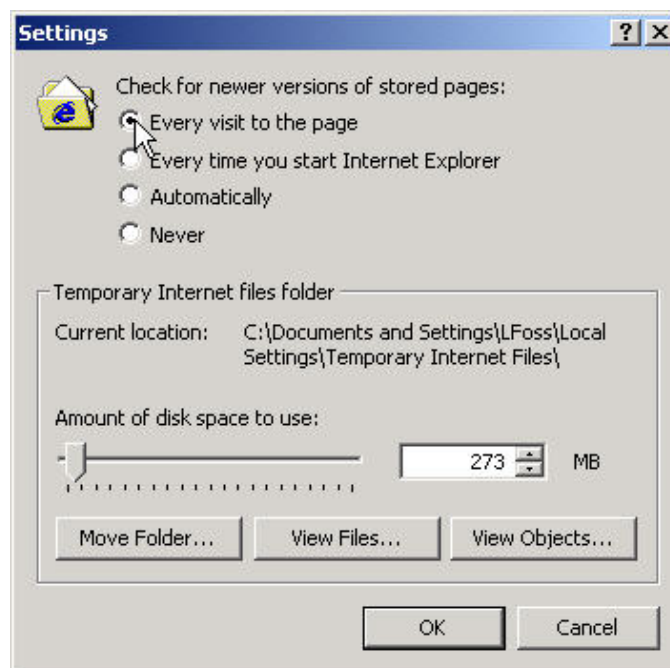 Settings
Check for newer versions of stored pages:
Every visit to the page
Every time you start Internet Explorer
Automatically
Never
Temporary Internet files folder
Current location: C:\Documents and Settings\LFoss\Local
Settings\Temporary Internet Files\
Amount of disk space to use:
273 MB
Move Folder... View Files... View Objects...
OK Cancel